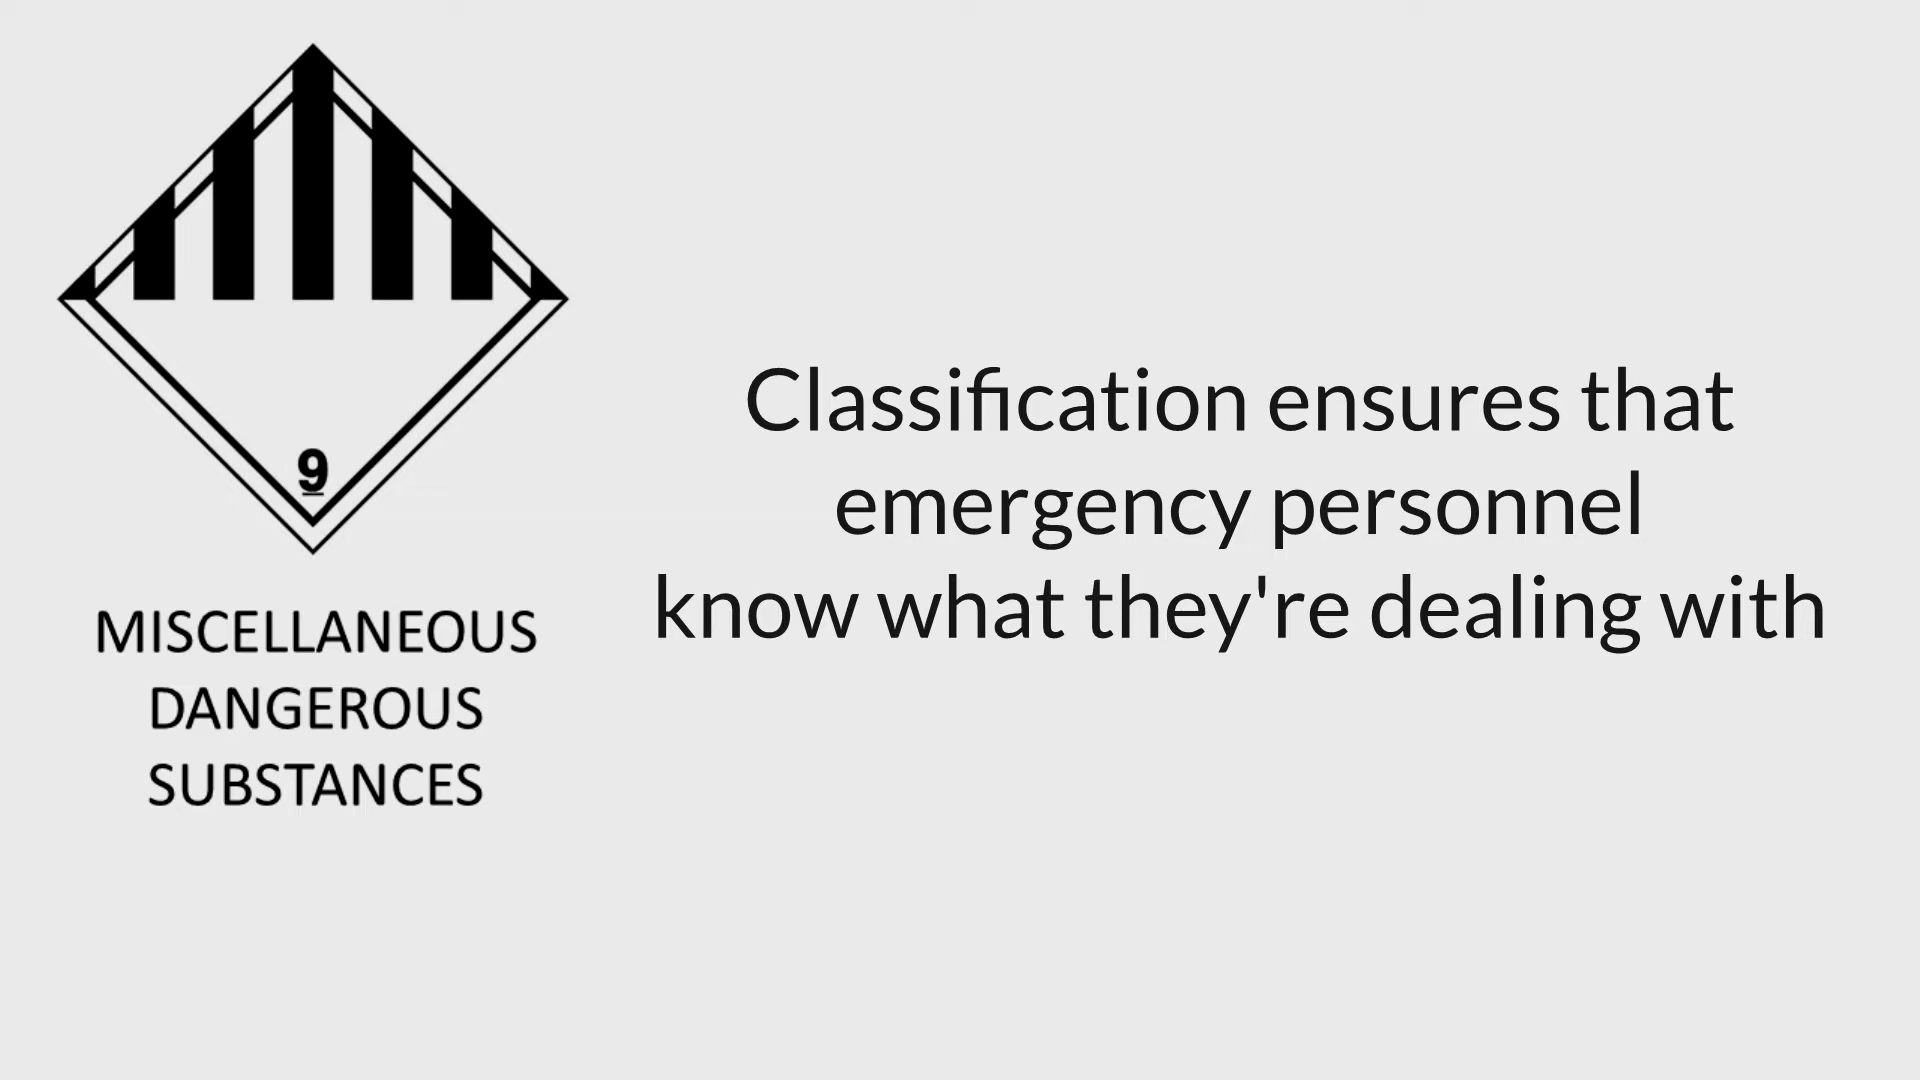 9
MISCELLANEOUS
DANGEROUS
SUBSTANCES
Classification ensures that
emergency personnel
know what they're dealing with